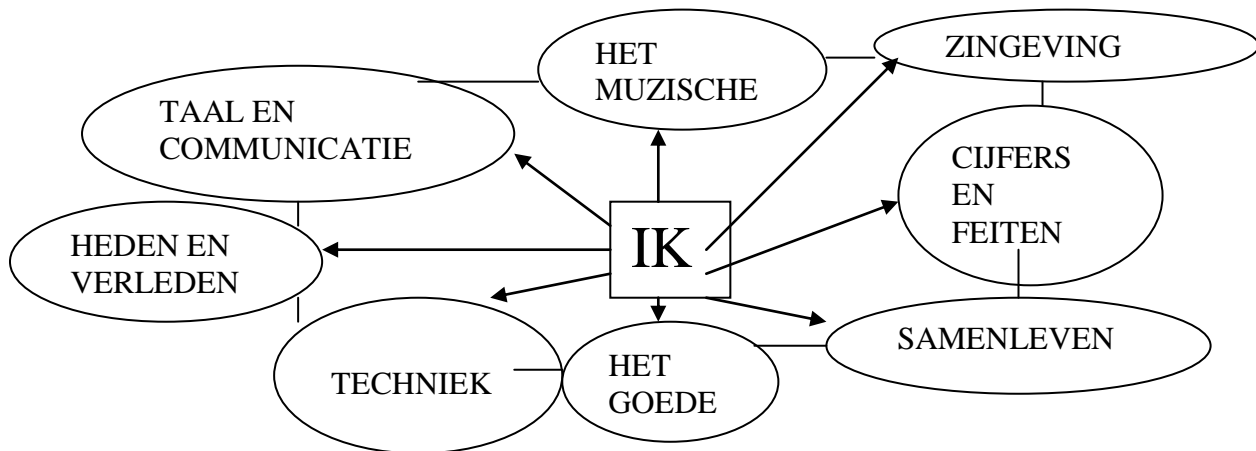 HET
MUZISCHE
ZINGEVING
TAAL EN
COMMUNICATIE
CIJFERS
EN
FEITEN
HEDEN EN
VERLEDEN
IK
TECHNIEK
HET
GOEDE
SAMENLEVEN